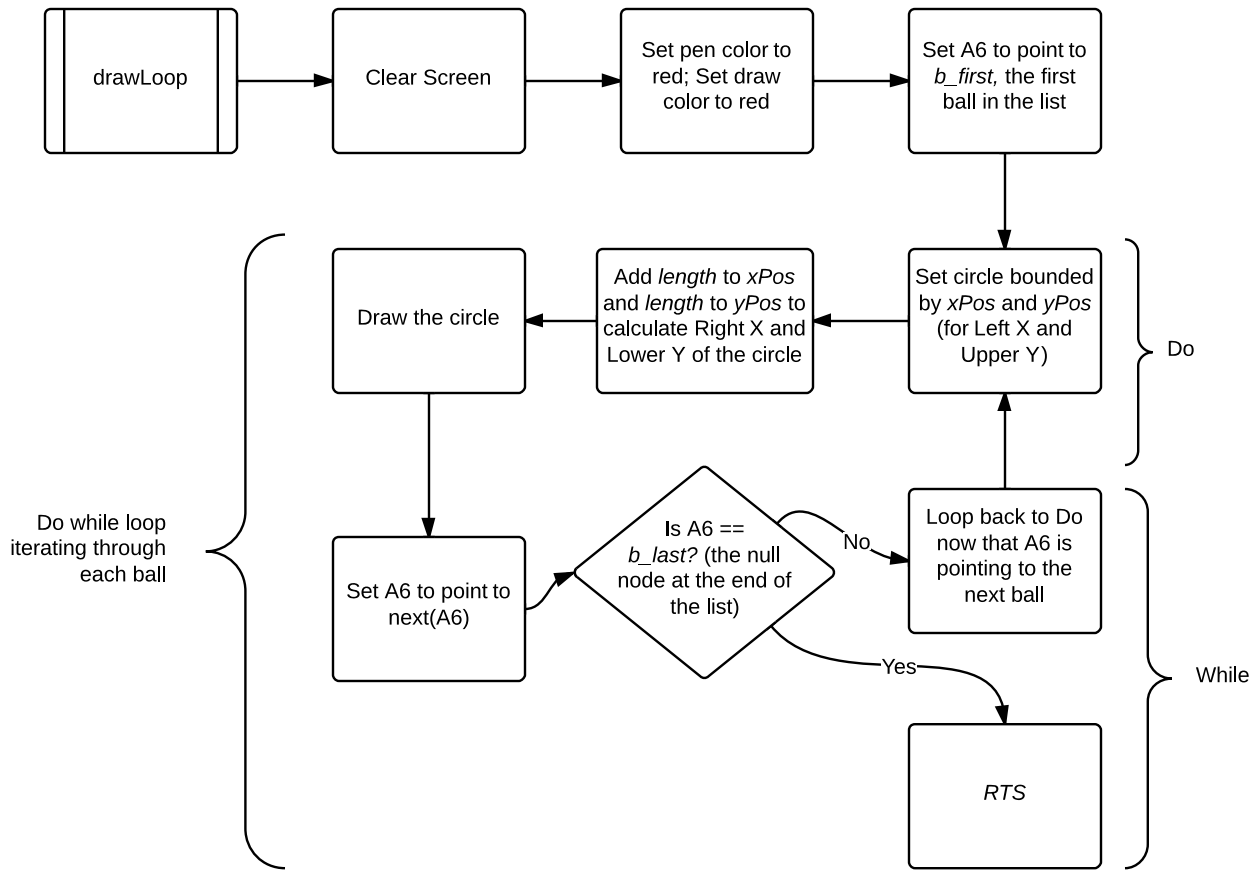 drawLoop
Clear Screen
Set pen color to
red; Set draw
color to red
Set A6 to point to
b_first, the first
ball in the list
Set circle bounded
by xPos and yPos
(for Left X and
Upper Y)
Add length to xPos
and length to yPos to
calculate Right X and
Lower Y of the circle
Draw the circle
Do
Do while loop
iterating through
each ball
Set A6 to point to
next(A6)
Is A6 ==
b_last? (the null
node at the end of
the list)
No
Loop back to Do
now that A6 is
pointing to the
next ball
Yes
While
RTS